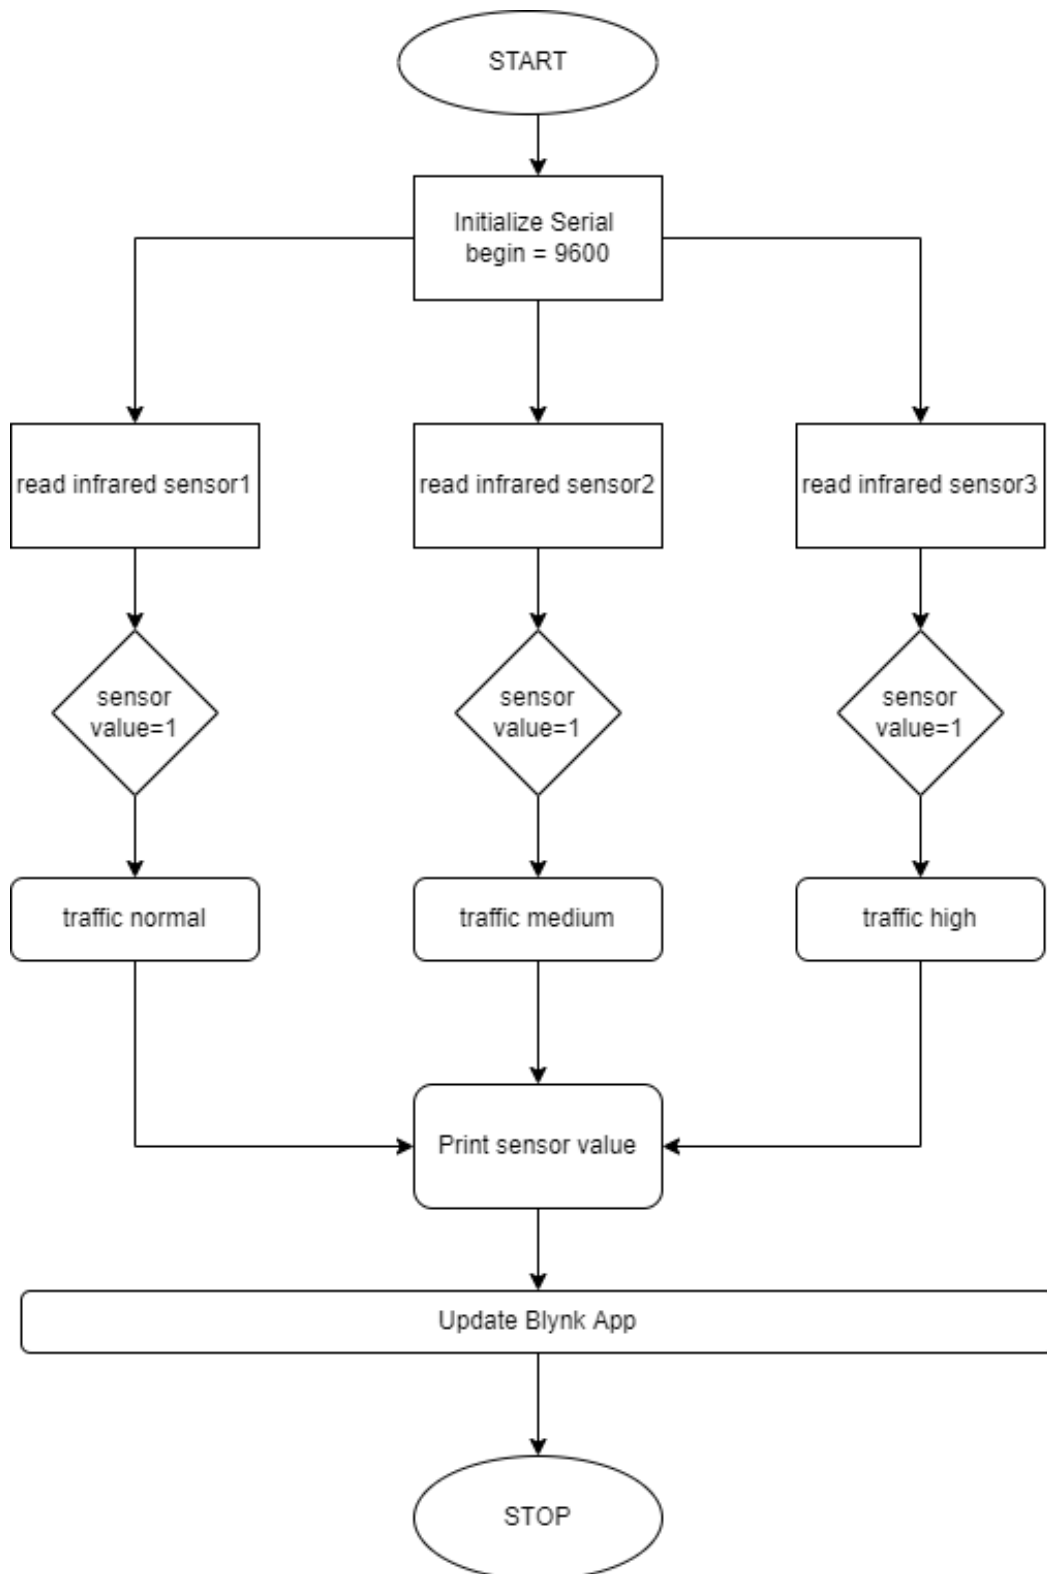 START
Initialize Serial
begin = 9600
read infrared sensor1
read infrared sensor2
read infrared sensor3
sensor
value=1
sensor
value=1
sensor
value=1
traffic normal
traffic medium
traffic high
Print sensor value
Update Blynk App
STOP